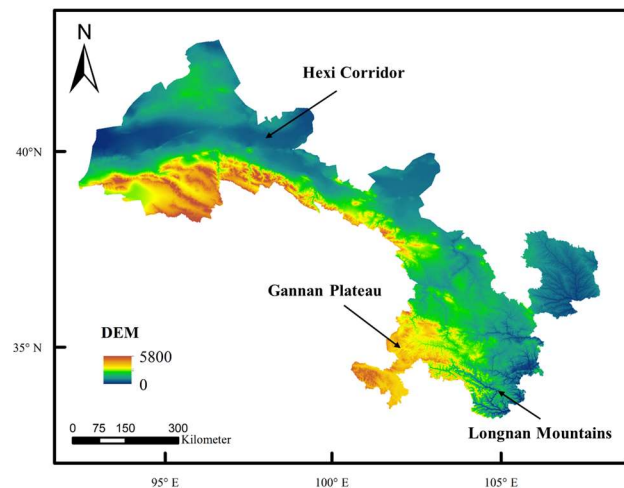 N
Hexi Corridor
40°N
Gannan Plateau
DEM
5800
0
35°N
0 75 150 300
Kilometer
Longnan Mountains
95° E
100° E
105° E